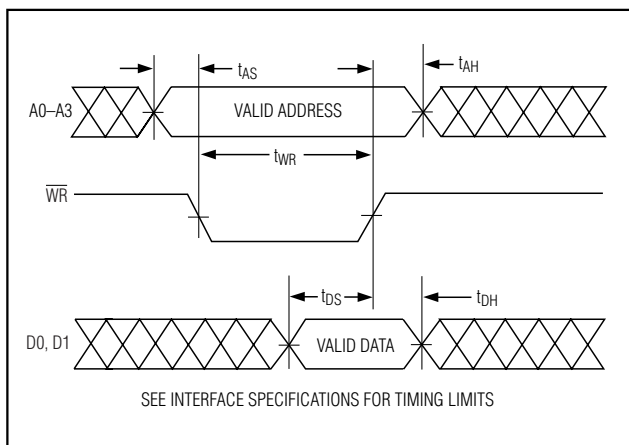 tAS
tAH
A0–A3
VALID ADDRESS
tWR
WR
tDS
tDH
D0, D1
VALID DATA
SEE INTERFACE SPECIFICATIONS FOR TIMING LIMITS